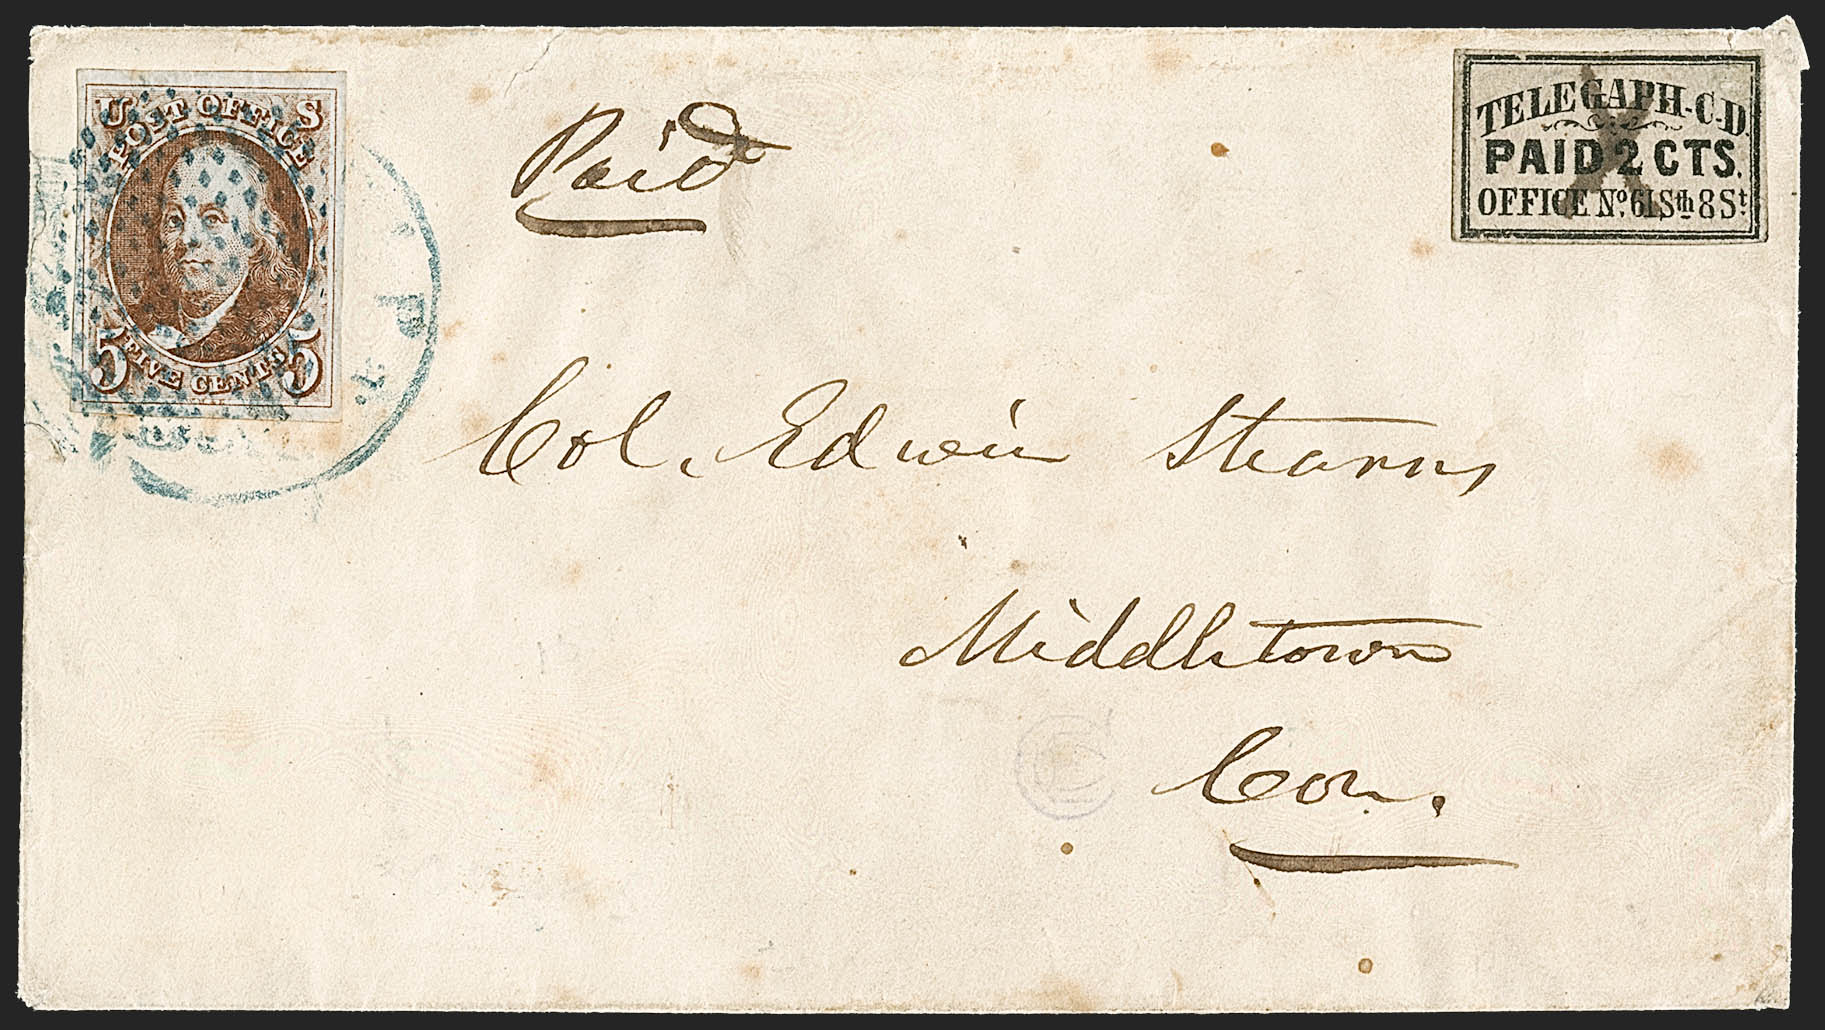 U S
POST OFFICE
5 FIVE CENTS 5
Paid
TELEGAPH-C.D.
PAID 2 CTS.
OFFICE No. 61 Sth 8 St.
Col. Edwin Stearns
Middletown
Con.